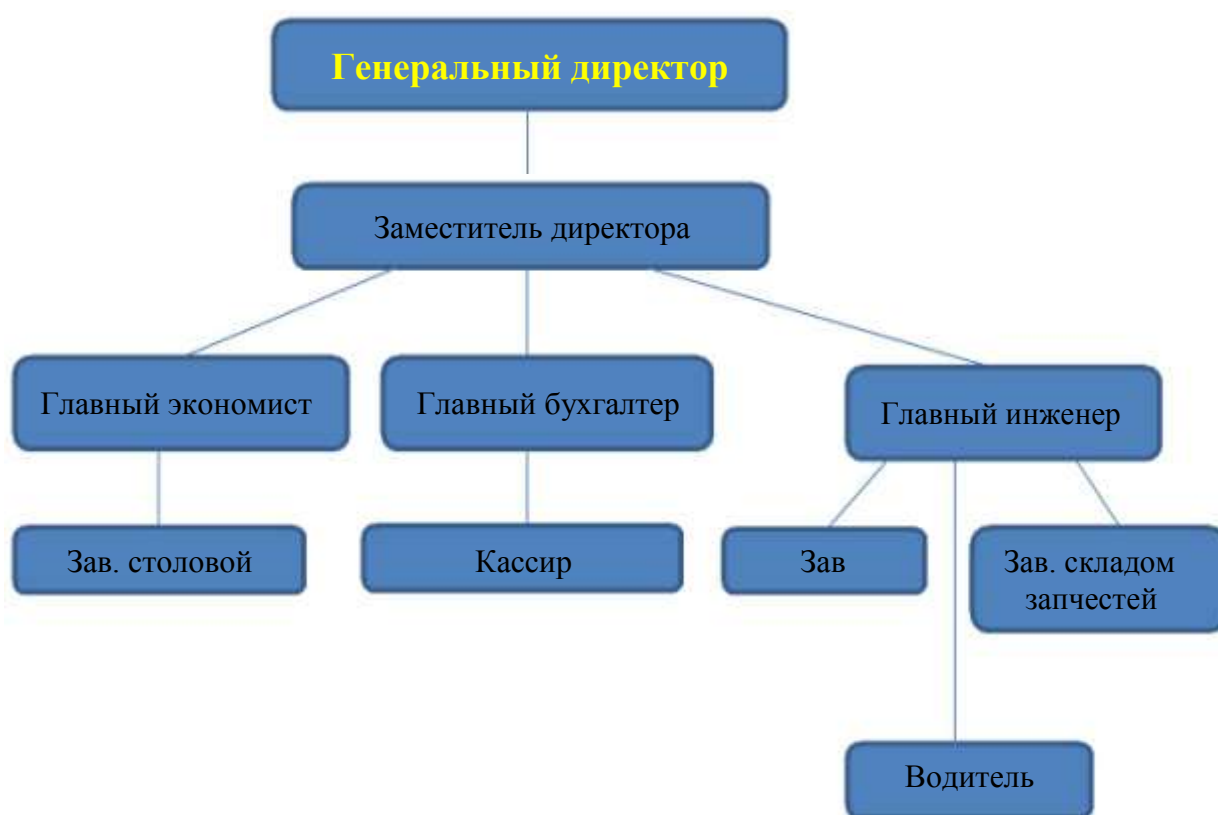 Генеральный директор
Заместитель директора
Главный экономист
Главный бухгалтер
Главный инженер
Зав. столовой
Кассир
Зав
Зав. складом
запчестей
Водитель